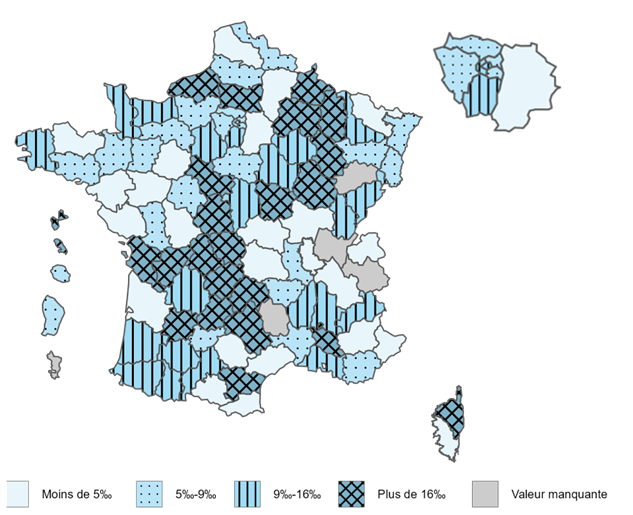 Moins de 5‰ 5‰-9‰ 9‰-16‰ Plus de 16‰ Valeur manquante